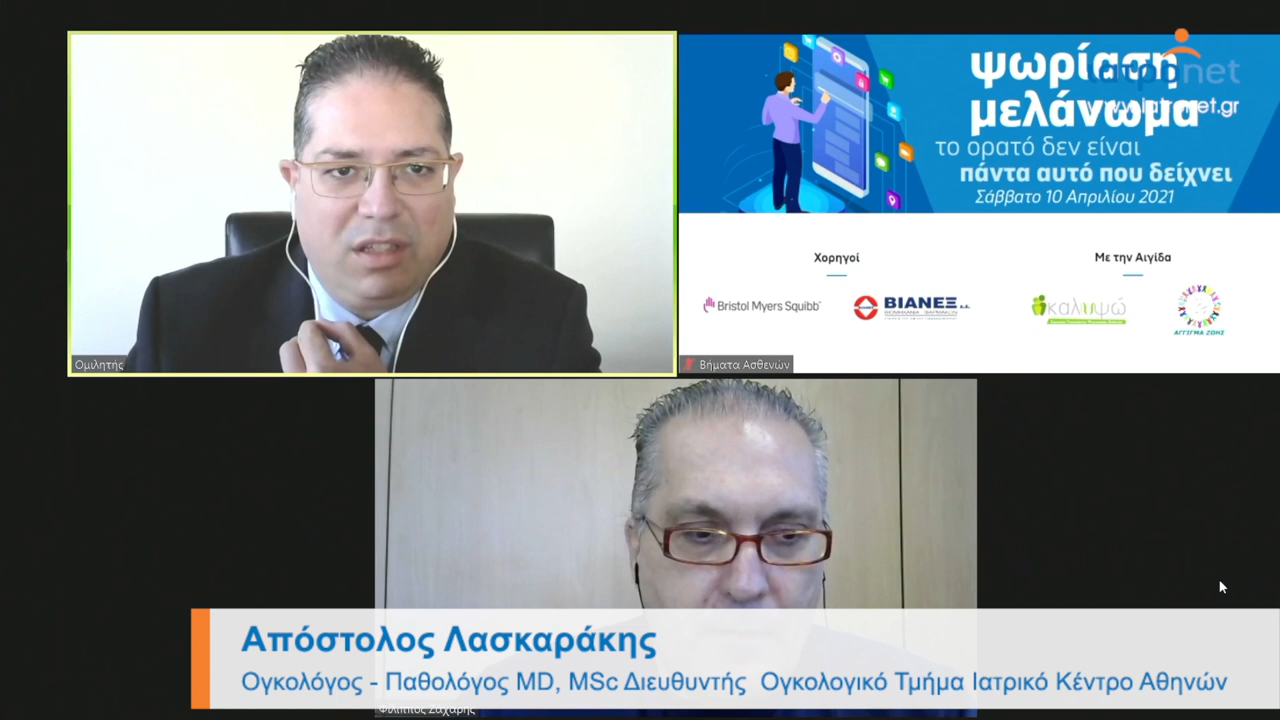 ψωρίαση
ιατροnet
μελάνωμα
www.iatronet.gr
το ορατό δεν είναι
πάντα αυτό που δείχνει
Σάββατο 10 Απριλίου 2021
Χορηγοί
Με την Αιγίδα
Bristol Myers Squibb
ΒΙΑΝΕΞ Α.Ε.
καλυψώ
ΑΓΓΙΓΜΑ ΖΩΗΣ
Ομιλητής
Βήματα Ασθενών
Απόστολος Λασκαράκης
Ογκολόγος - Παθολόγος MD, MSc Διευθυντής Ογκολογικό Τμήμα Ιατρικό Κέντρο Αθηνών
Φίλιππος Ζαχαρής